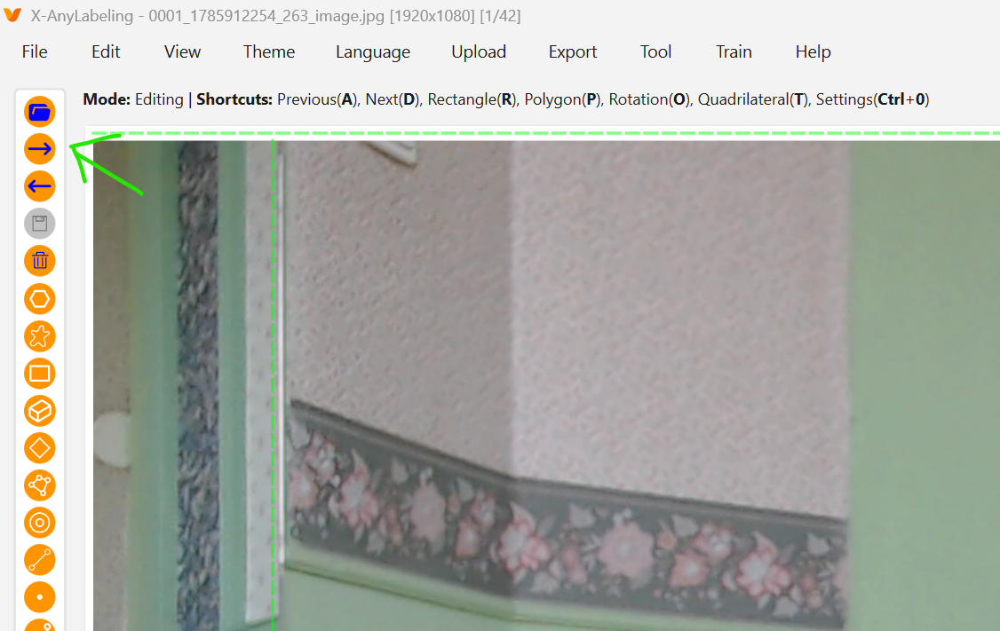 X-AnyLabeling - 0001_1785912254_263_image.jpg [1920x1080] [1/42]
File Edit View Theme Language Upload Export Tool Train Help
Mode: Editing | Shortcuts: Previous(A), Next(D), Rectangle(R), Polygon(P), Rotation(O), Quadrilateral(T), Settings(Ctrl+0)